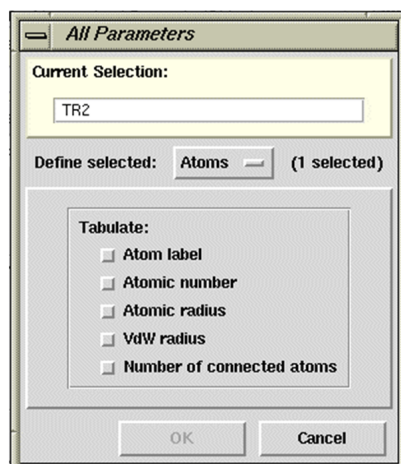 All Parameters
Current Selection:
TR2
Define selected: Atoms (1 selected)
Tabulate:
Atom label
Atomic number
Atomic radius
VdW radius
Number of connected atoms
OK Cancel